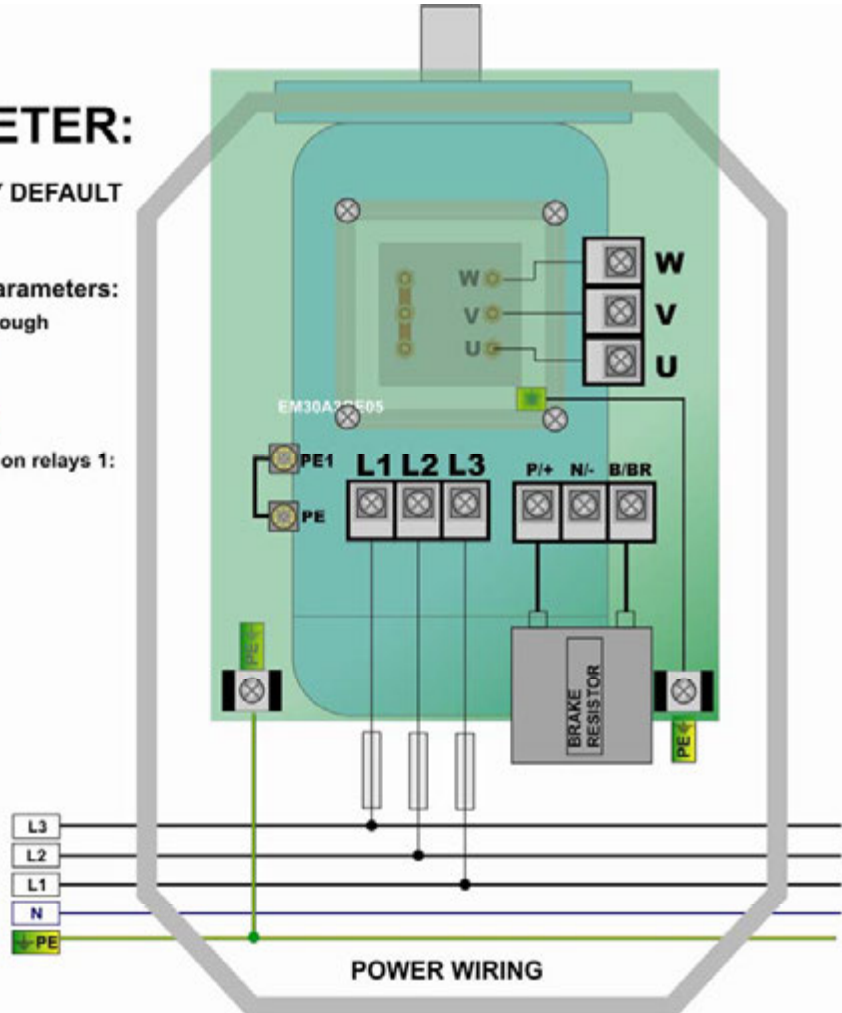 ETER:
Y DEFAULT
arameters:
ough
on relays 1:
W
V
U
W
V
U
PE1
PE
L1 L2 L3
P/+ N/- B/BR
PE
BRAKE
RESISTOR
PE
L3
L2
L1
N
PE
POWER WIRING